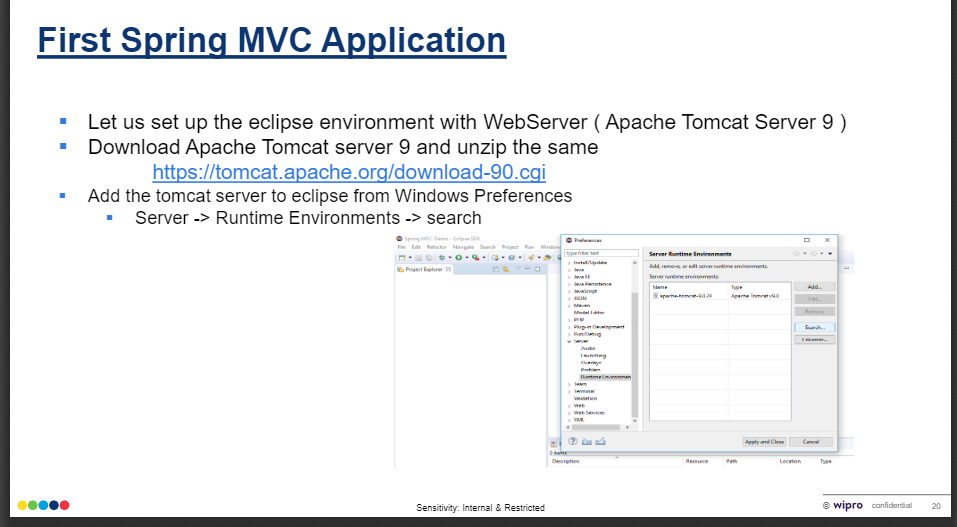 First Spring MVC Application
Let us set up the eclipse environment with WebServer ( Apache Tomcat Server 9 )
Download Apache Tomcat server 9 and unzip the same
https://tomcat.apache.org/download-90.cgi
Add the tomcat server to eclipse from Windows Preferences
Server -> Runtime Environments -> search
Spring MVC Demo - Eclipse SDK
File Edit Refactor Navigate Search Project Run Window
Project Explorer
Preferences
type filter text
Install/Update
Java
Java EE
Java Persistence
JavaScript
JSON
Maven
Model Editor
Plug-in Development
Run/Debug
Server
Audio
Launching
Overlays
Profilers
Runtime Environmen
Team
Terminal
Validation
Web
Web Services
XML
Server Runtime Environments
Add, remove, or edit server runtime environments.
Server runtime environments:
Name Type
apache-tomcat-9.0.24 Apache Tomcat v9.0
Add...
Edit...
Remove
Search...
Columns...
Apply and Close Cancel
0 items
Description Resource Path Location Type
Sensitivity: Internal & Restricted
© wipro confidential 20